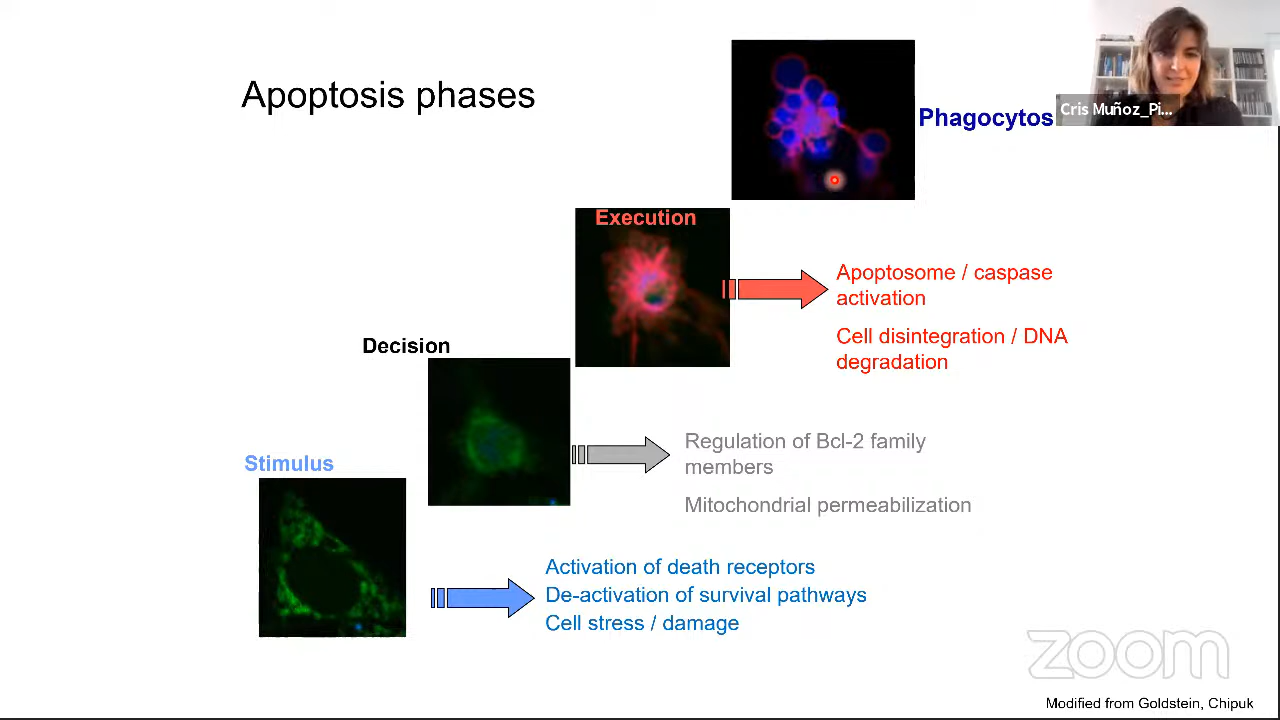 Apoptosis phases
Phagocytos
Cris Muñoz_Pi...
Execution
Apoptosome / caspase
activation
Cell disintegration / DNA
degradation
Decision
Regulation of Bcl-2 family
members
Mitochondrial permeabilization
Stimulus
Activation of death receptors
De-activation of survival pathways
Cell stress / damage
zoom
Modified from Goldstein, Chipuk